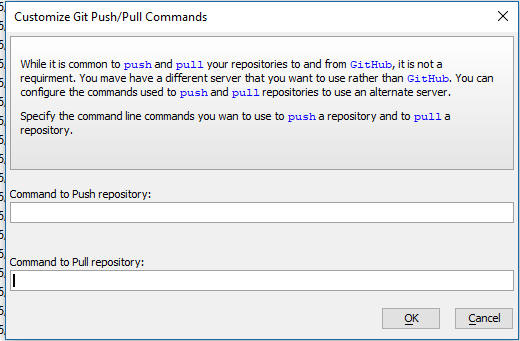 Customize Git Push/Pull Commands
While it is common to push and pull your repositories to and from GitHub, it is not a
requirment. You mave have a different server that you want to use rather than GitHub. You can
configure the commands used to push and pull repositories to use an alternate server.
Specify the command line commands you wan to use to push a repository and to pull a
repository.
Command to Push repository:
Command to Pull repository:
OK
Cancel